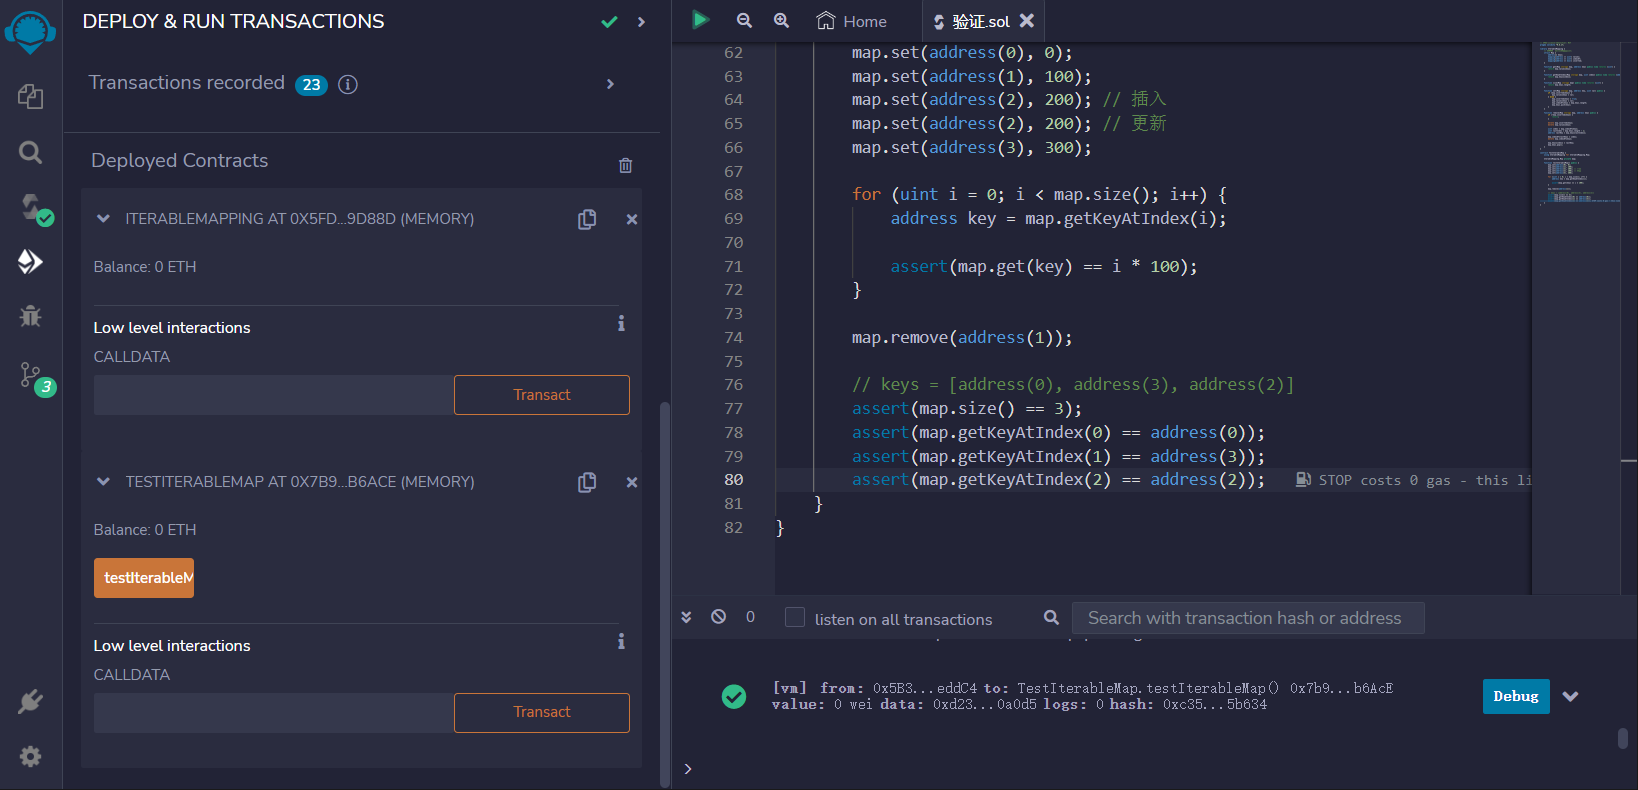 DEPLOY & RUN TRANSACTIONS
Transactions recorded 23
Deployed Contracts
ITERABLEMAPPING AT 0X5FD...9D88D (MEMORY)
Balance: 0 ETH
Low level interactions
CALLDATA
Transact
TESTITERABLEMAP AT 0X7B9...B6ACE (MEMORY)
Balance: 0 ETH
testIterableM
Low level interactions
CALLDATA
Transact
3
Home
验证.sol
62 map.set(address(0), 0);
63 map.set(address(1), 100);
64 map.set(address(2), 200); // 插入
65 map.set(address(2), 200); // 更新
66 map.set(address(3), 300);
67
68 for (uint i = 0; i < map.size(); i++) {
69 address key = map.getKeyAtIndex(i);
70
71 assert(map.get(key) == i * 100);
72 }
73
74 map.remove(address(1));
75
76 // keys = [address(0), address(3), address(2)]
77 assert(map.size() == 3);
78 assert(map.getKeyAtIndex(0) == address(0));
79 assert(map.getKeyAtIndex(1) == address(3));
80 assert(map.getKeyAtIndex(2) == address(2)); STOP costs 0 gas - this li
81 }
82 }
0
listen on all transactions
Search with transaction hash or address
[vm] from: 0x5B3...eddC4 to: TestIterableMap.testIterableMap() 0x7b9...b6AcE
value: 0 wei data: 0xd23...0a0d5 logs: 0 hash: 0xc35...5b634
Debug
>